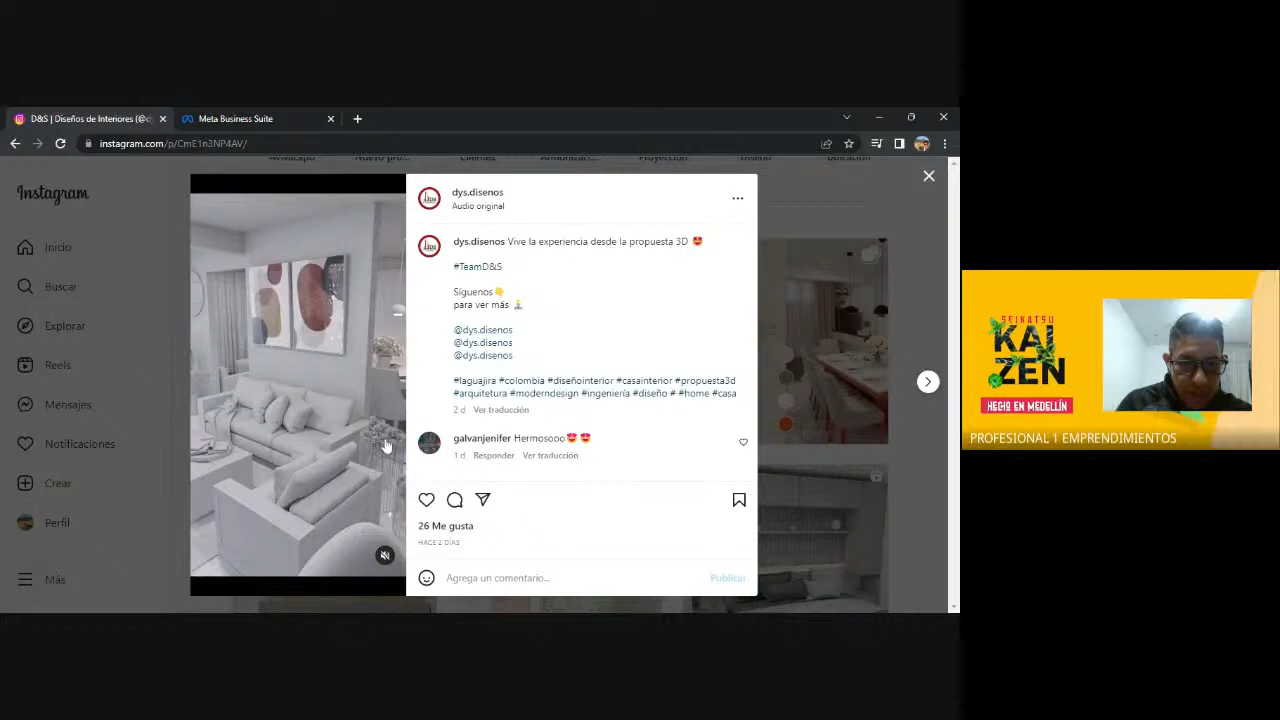 D&S | Diseños de Interiores (@d
Meta Business Suite
instagram.com/p/CmE1n3NP4AV/
Instagram
Inicio
Buscar
Explorar
Reels
Mensajes
Notificaciones
Crear
Perfil
Más
dys.disenos
Audio original
dys.disenos Vive la experiencia desde la propuesta 3D 😍
#TeamD&S
Síguenos👇
para ver más
@dys.disenos
@dys.disenos
@dys.disenos
#laguajira #colombia #diseñointerior #casainterior #propuesta3d
#arquitetura #moderndesign #ingeniería #diseño # #home #casa
2 d Ver traducción
galvanjenifer Hermosooo😍😍
1 d Responder Ver traducción
26 Me gusta
HACE 2 DÍAS
Agrega un comentario...
Publicar
SEIKATSU
KAI
ZEN
HECHO EN MEDELLÍN
PROFESIONAL 1 EMPRENDIMIENTOS